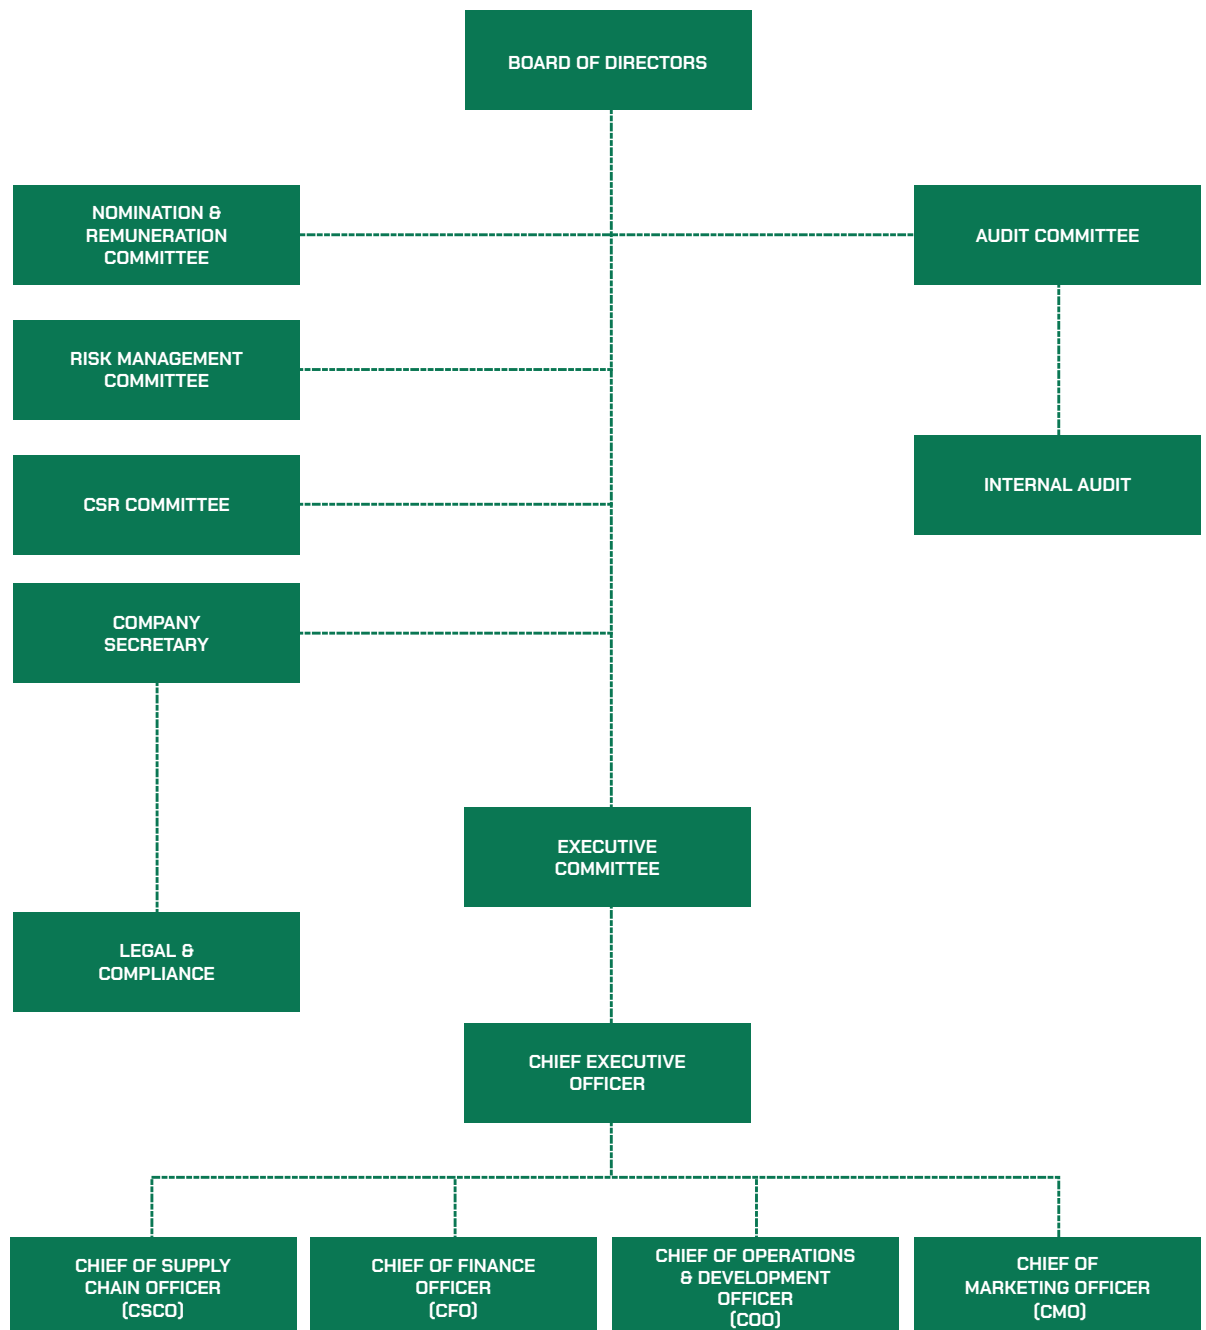 BOARD OF DIRECTORS
NOMINATION &
REMUNERATION
COMMITTEE
AUDIT COMMITTEE
RISK MANAGEMENT
COMMITTEE
CSR COMMITTEE
INTERNAL AUDIT
COMPANY
SECRETARY
EXECUTIVE
COMMITTEE
LEGAL &
COMPLIANCE
CHIEF EXECUTIVE
OFFICER
CHIEF OF SUPPLY
CHAIN OFFICER
(CSCO)
CHIEF OF FINANCE
OFFICER
(CFO)
CHIEF OF OPERATIONS
& DEVELOPMENT
OFFICER
(COO)
CHIEF OF
MARKETING OFFICER
(CMO)